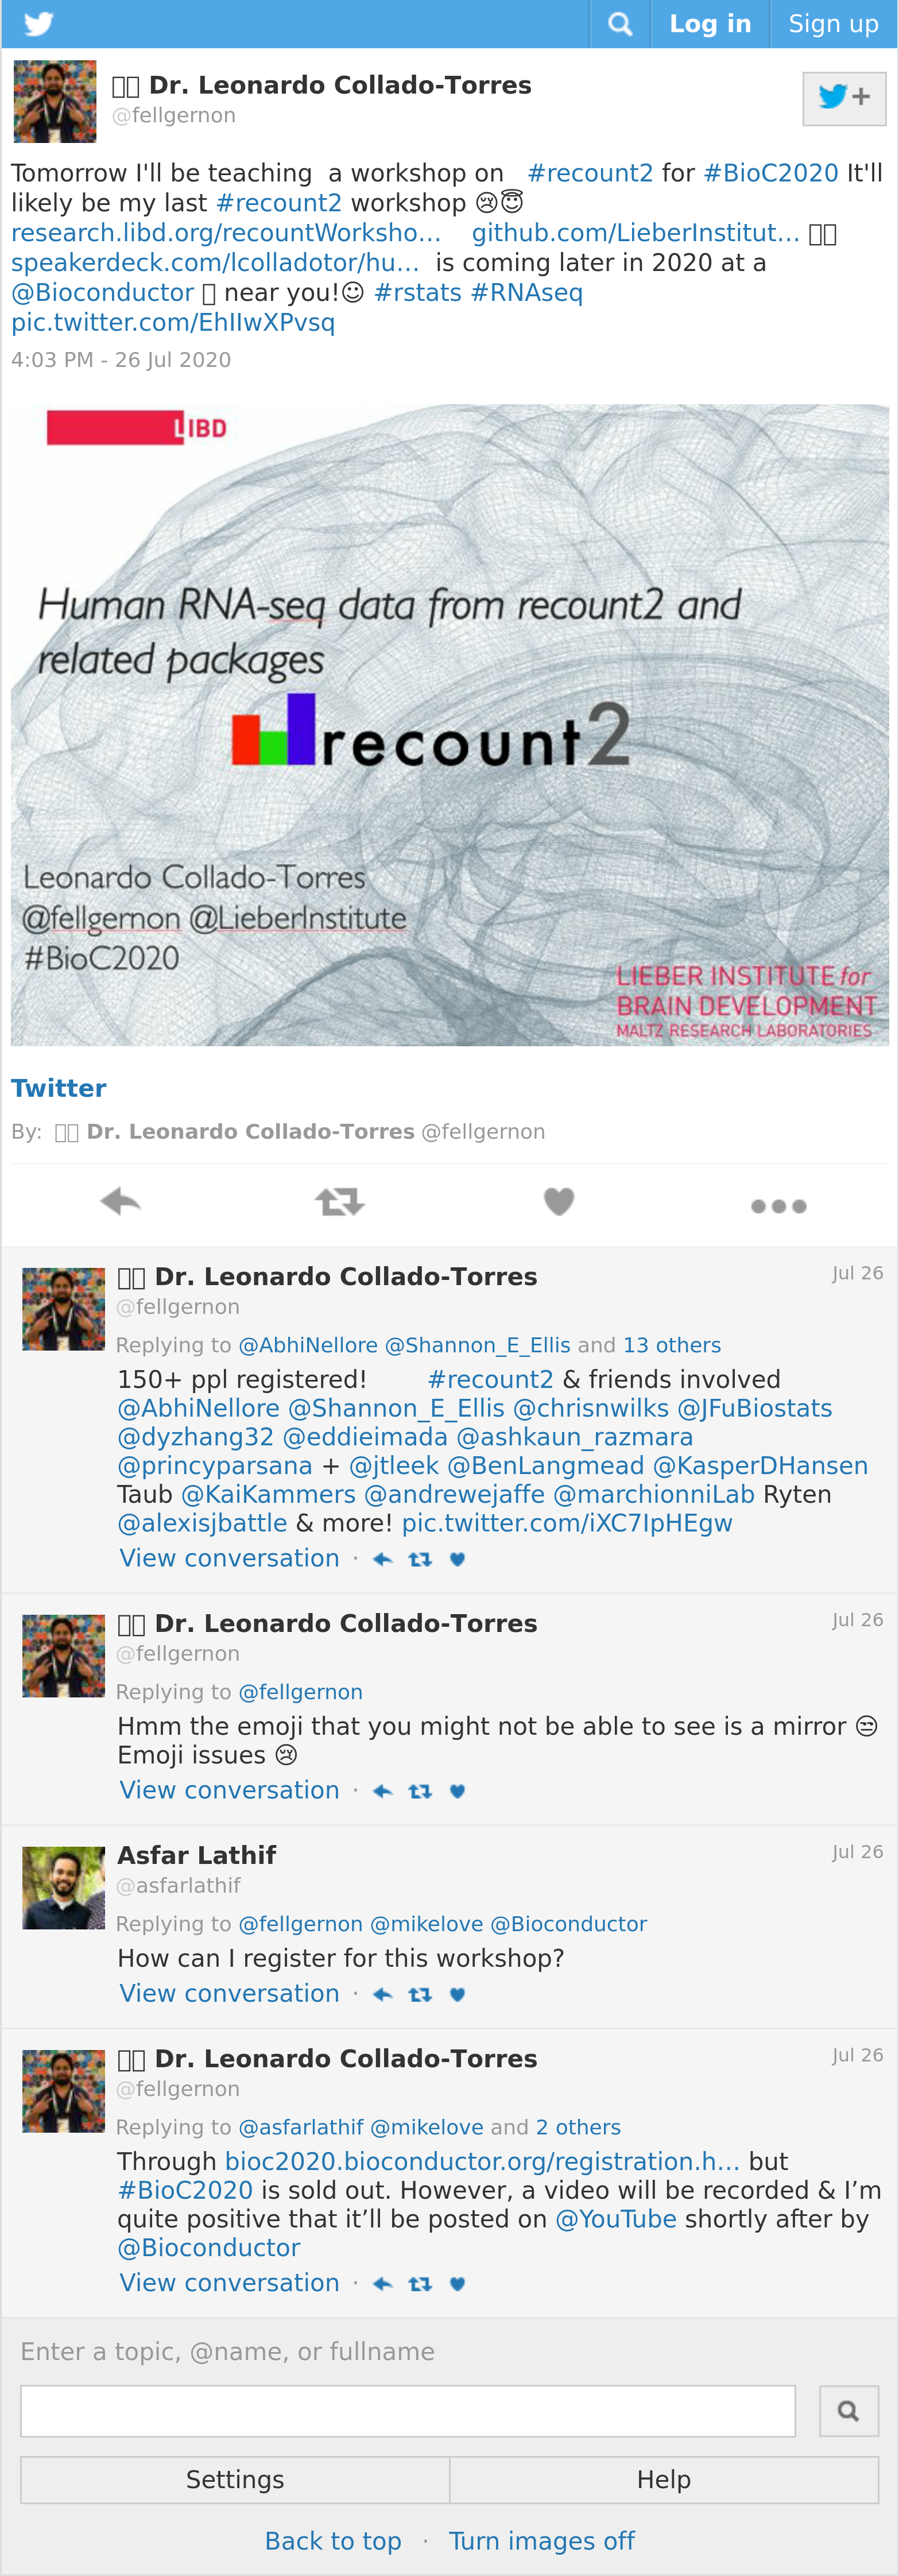 Log in Sign up
Dr. Leonardo Collado-Torres
@fellgernon
Tomorrow I'll be teaching a workshop on #recount2 for #BioC2020 It'll
likely be my last #recount2 workshop 😢😇
research.libd.org/recountWorksho… github.com/LieberInstitut…
speakerdeck.com/lcolladotor/hu… is coming later in 2020 at a
@Bioconductor near you!☺ #rstats #RNAseq
pic.twitter.com/EhIIwXPvsq
4:03 PM - 26 Jul 2020
LIBD
Human RNA-seq data from recount2 and
related packages
recount2
Leonardo Collado-Torres
@fellgernon @LieberInstitute
#BioC2020
LIEBER INSTITUTE for
BRAIN DEVELOPMENT
MALTZ RESEARCH LABORATORIES
Twitter
By: Dr. Leonardo Collado-Torres @fellgernon
Dr. Leonardo Collado-Torres Jul 26
@fellgernon
Replying to @AbhiNellore @Shannon_E_Ellis and 13 others
150+ ppl registered! #recount2 & friends involved
@AbhiNellore @Shannon_E_Ellis @chrisnwilks @JFuBiostats
@dyzhang32 @eddieimada @ashkaun_razmara
@princyparsana + @jtleek @BenLangmead @KasperDHansen
Taub @KaiKammers @andrewejaffe @marchionniLab Ryten
@alexisjbattle & more! pic.twitter.com/iXC7IpHEgw
View conversation ·
Dr. Leonardo Collado-Torres Jul 26
@fellgernon
Replying to @fellgernon
Hmm the emoji that you might not be able to see is a mirror 😒
Emoji issues 😢
View conversation ·
Asfar Lathif Jul 26
@asfarlathif
Replying to @fellgernon @mikelove @Bioconductor
How can I register for this workshop?
View conversation ·
Dr. Leonardo Collado-Torres Jul 26
@fellgernon
Replying to @asfarlathif @mikelove and 2 others
Through bioc2020.bioconductor.org/registration.h… but
#BioC2020 is sold out. However, a video will be recorded & I’m
quite positive that it’ll be posted on @YouTube shortly after by
@Bioconductor
View conversation ·
Enter a topic, @name, or fullname
Settings Help
Back to top · Turn images off